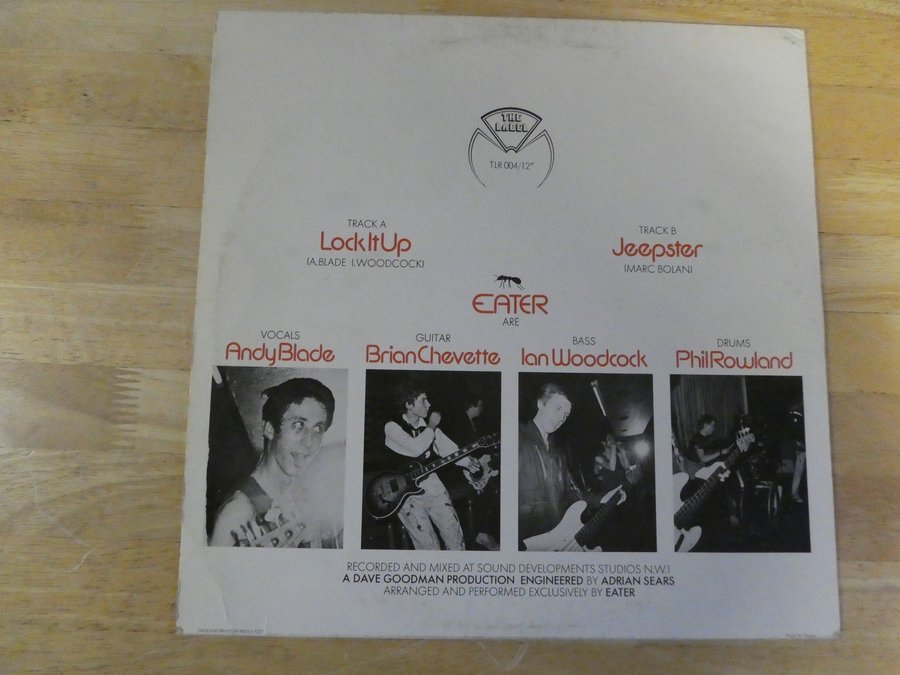 THE
LABEL
TLR 004/12"
TRACK A
Lock It Up
(A.BLADE I.WOODCOCK)
TRACK B
Jeepster
(MARC BOLAN)
EATER
ARE
VOCALS
Andy Blade
GUITAR
Brian Chevette
BASS
Ian Woodcock
DRUMS
Phil Rowland
RECORDED AND MIXED AT SOUND DEVELOPMENTS STUDIOS N.W.1
A DAVE GOODMAN PRODUCTION ENGINEERED BY ADRIAN SEARS
ARRANGED AND PERFORMED EXCLUSIVELY BY EATER